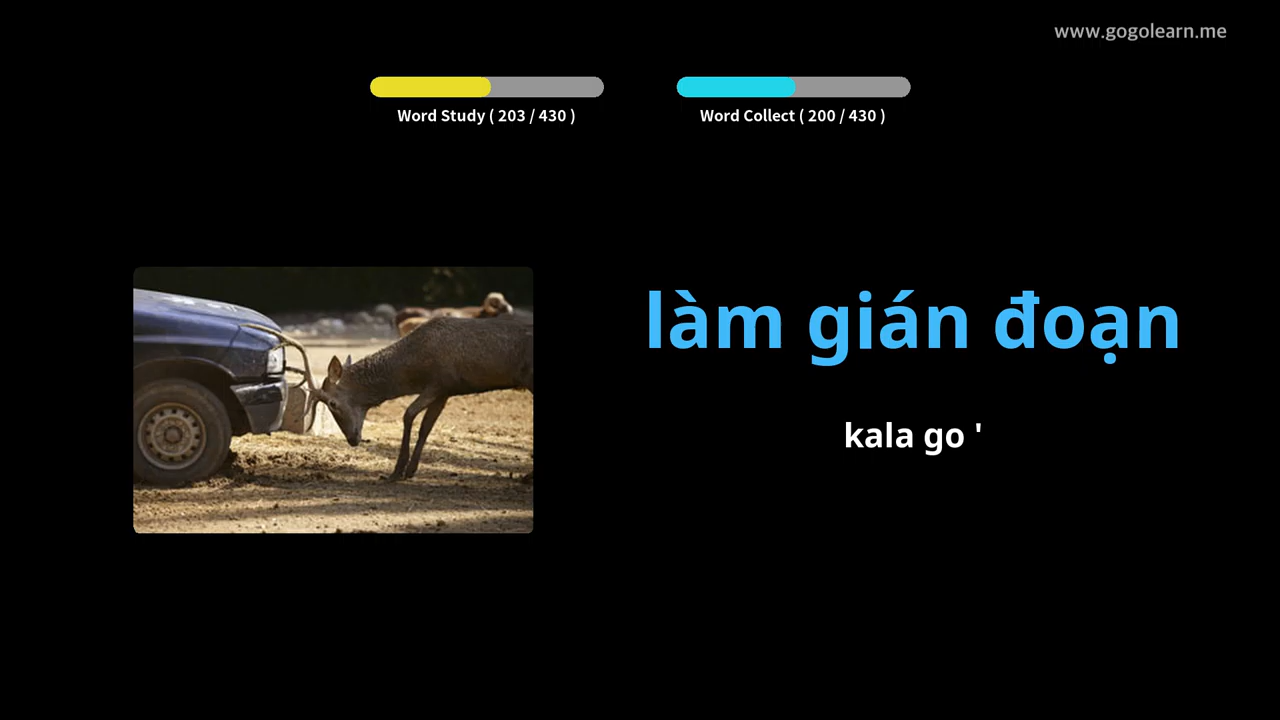 www.gogolearn.me
Word Study ( 203 / 430 )
Word Collect ( 200 / 430 )
làm gián đoạn
kala go '